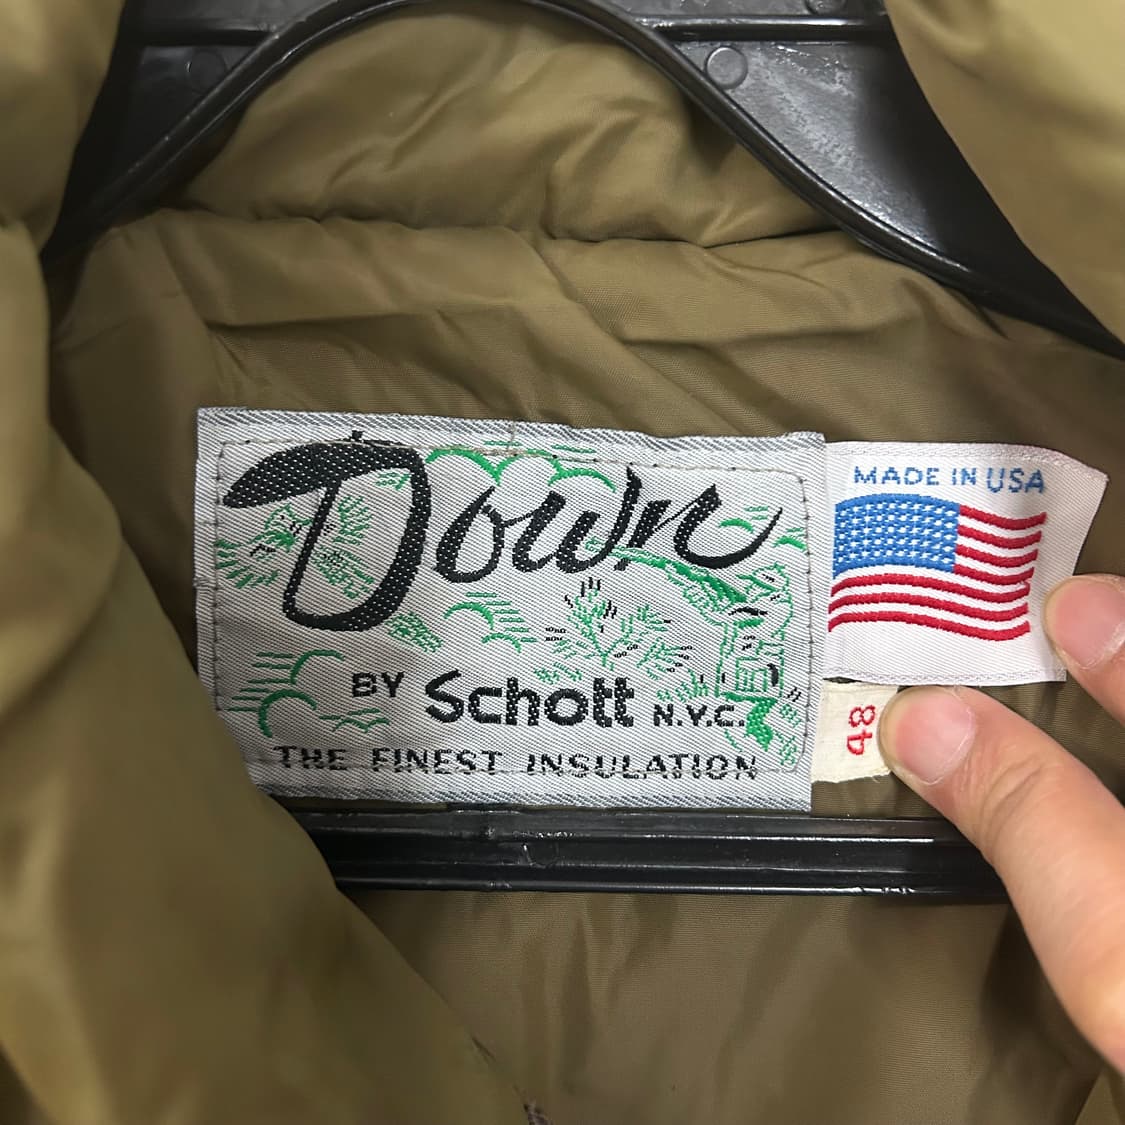 Down
BY Schott N.Y.C.
THE FINEST INSULATION
MADE IN USA
48